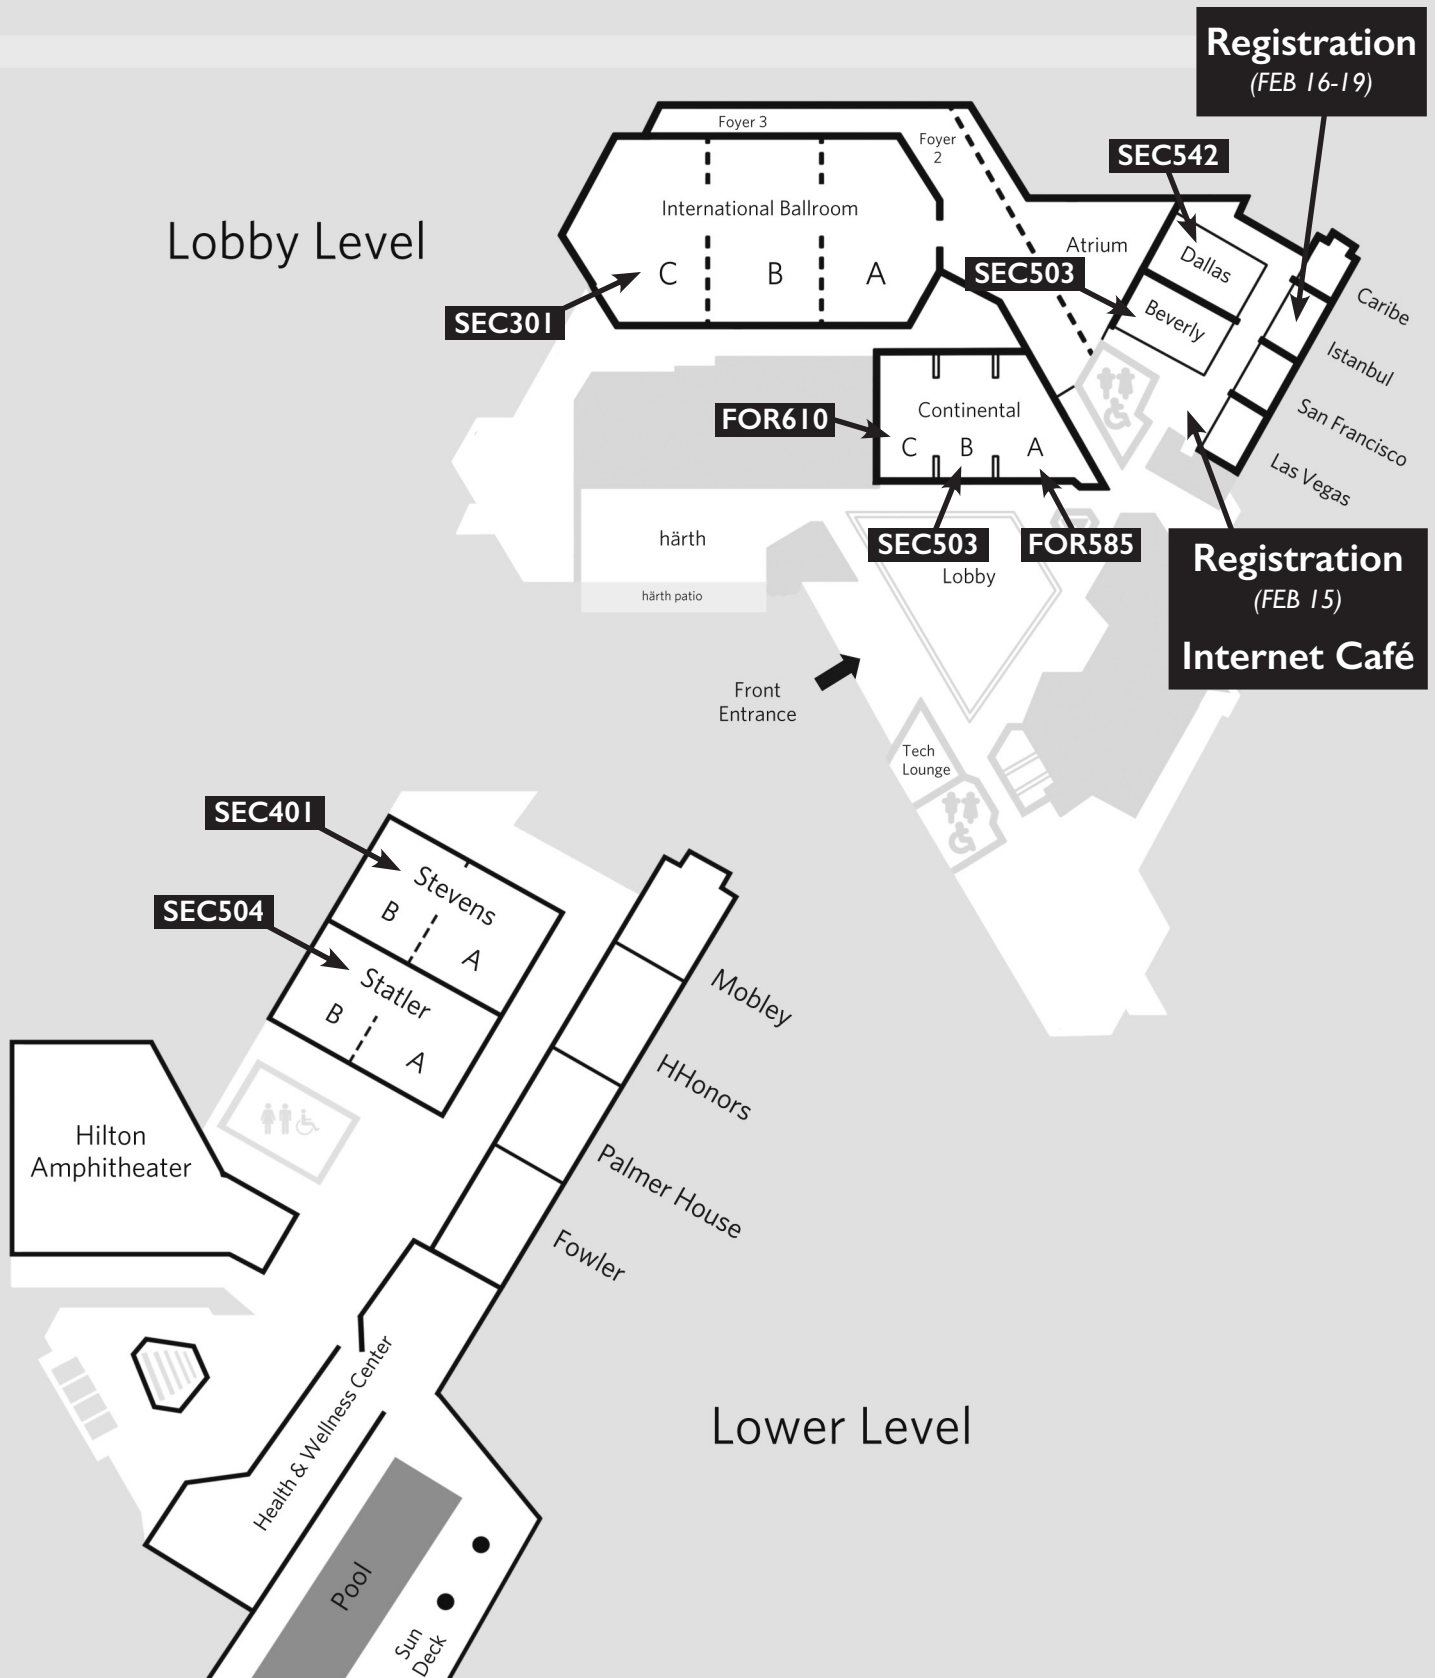 Registration
(FEB 16-19)
Foyer 3
Foyer
2
SEC542
Lobby Level
International Ballroom
Atrium
Dallas
SEC503
C B A
Beverly
Caribe
SEC301
Istanbul
San Francisco
Las Vegas
Continental
FOR610
C B A
SEC503
FOR585
härth
Lobby
härth patio
Registration
(FEB 15)
Internet Café
Front
Entrance
Tech
Lounge
SEC401
Stevens
B
A
SEC504
Statler
B
A
Mobley
HHonors
Palmer House
Fowler
Hilton
Amphitheater
Health & Wellness Center
Lower Level
Pool
Sun
Deck